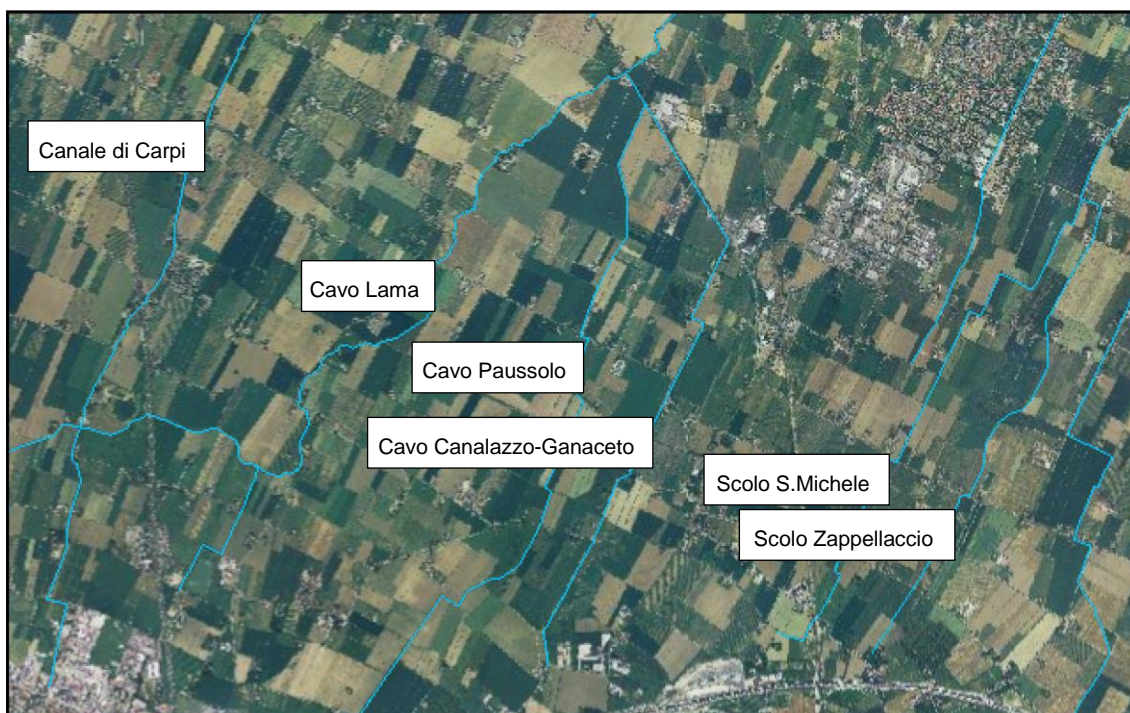 Canale di Carpi
Cavo Lama
Cavo Paussolo
Cavo Canalazzo-Ganaceto
Scolo S.Michele
Scolo Zappellaccio